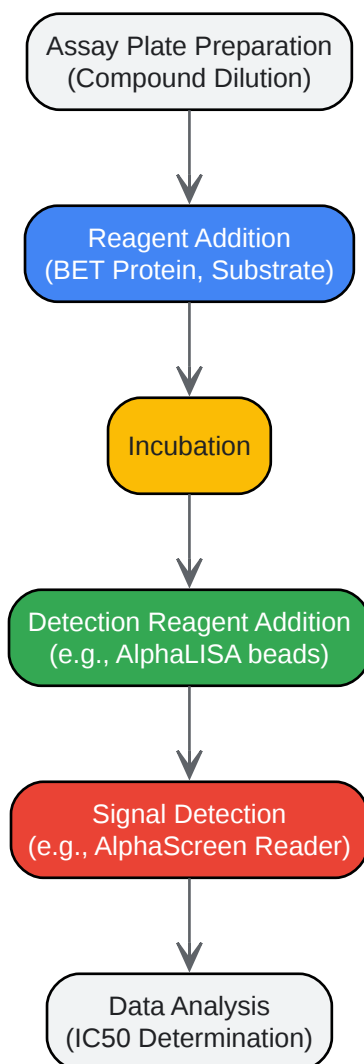 Assay Plate Preparation
(Compound Dilution)
Reagent Addition
(BET Protein, Substrate)
Incubation
Detection Reagent Addition
(e.g., AlphaLISA beads)
Signal Detection
(e.g., AlphaScreen Reader)
Data Analysis
(IC50 Determination)